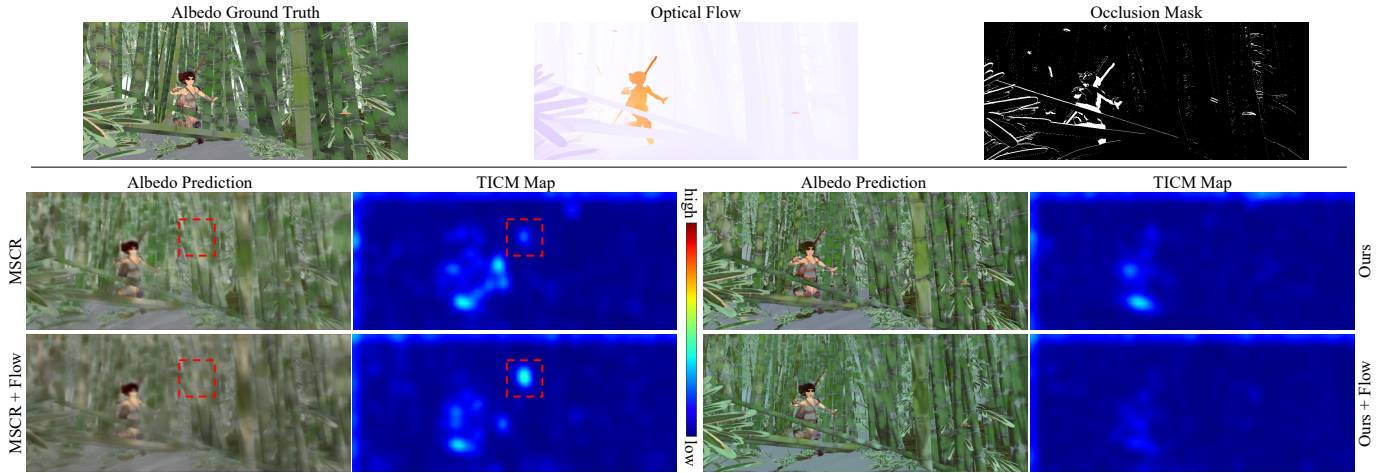 Albedo Ground Truth
Optical Flow
Occlusion Mask
Albedo Prediction
TICM Map
Albedo Prediction
TICM Map
MSCR
high
Ours
MSCR + Flow
low
Ours + Flow